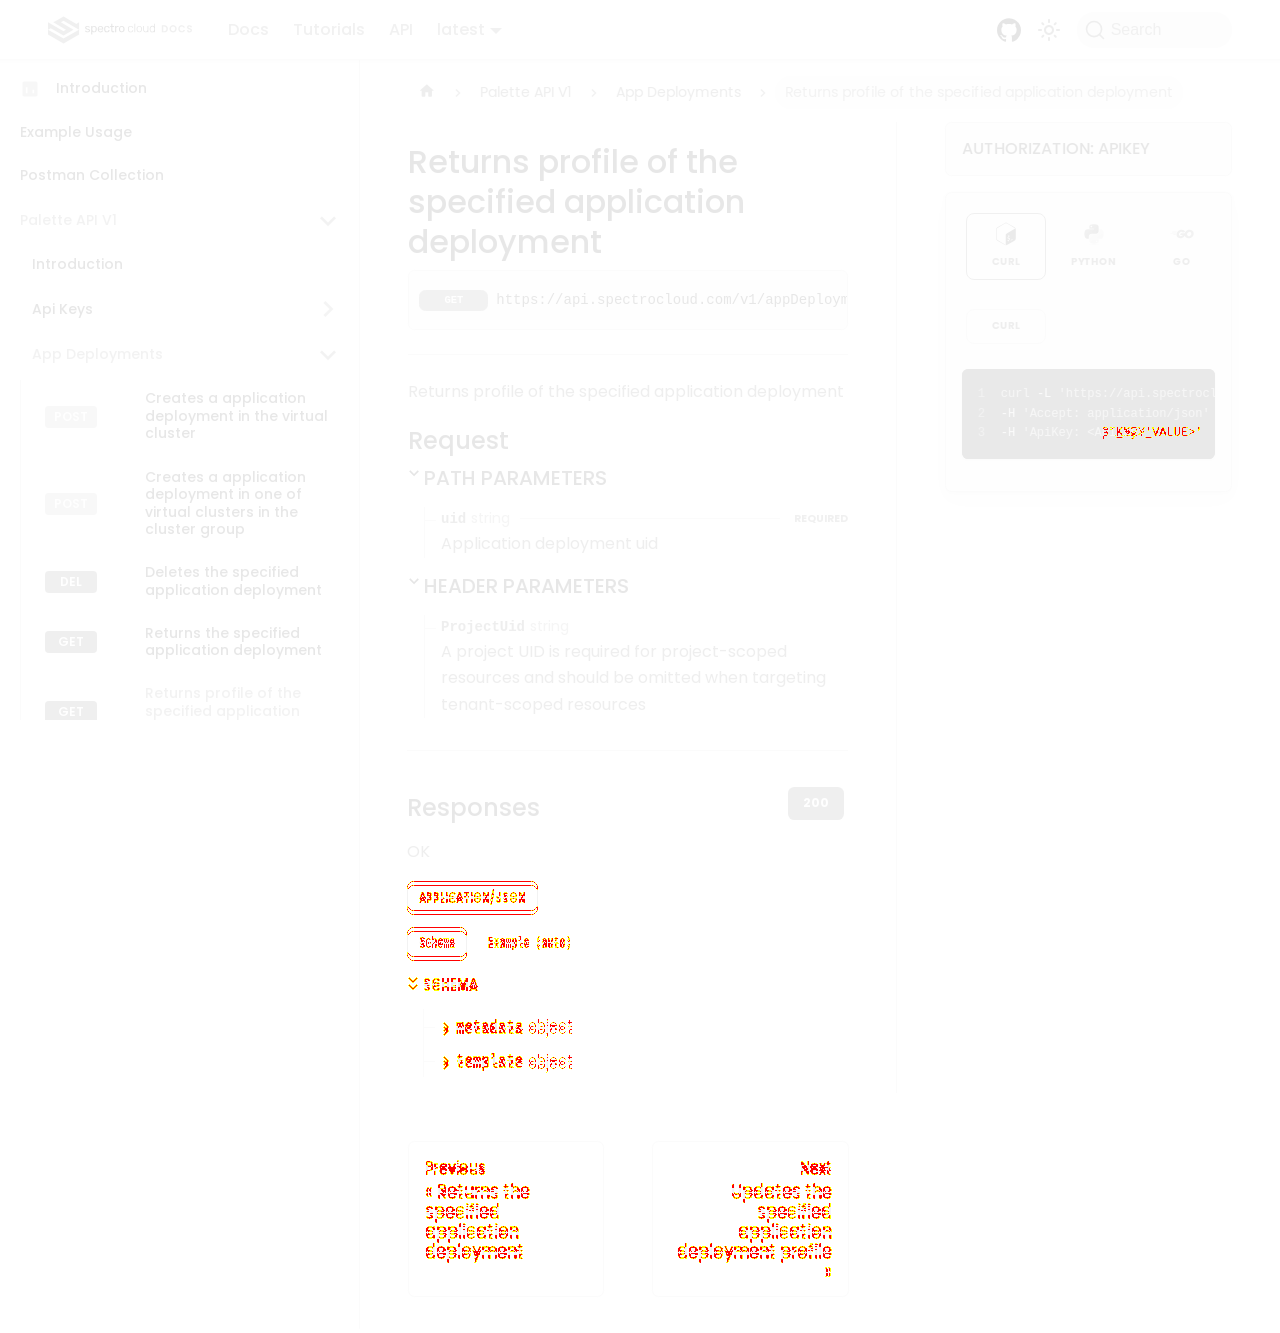 spectro cloud DOCS
Docs Tutorials API latest
Search
Introduction
Example Usage
Postman Collection
Palette API V1
Introduction
Api Keys
App Deployments
POST Creates a application
deployment in the virtual
cluster
POST Creates a application
deployment in one of
virtual clusters in the
cluster group
DEL Deletes the specified
application deployment
GET Returns the specified
application deployment
GET Returns profile of the
specified application
Palette API V1 › App Deployments › Returns profile of the specified application deployment
Returns profile of the
specified application
deployment
GET https://api.spectrocloud.com/v1/appDeploym
Returns profile of the specified application deployment
Request
PATH PARAMETERS
uid string REQUIRED
Application deployment uid
HEADER PARAMETERS
ProjectUid string
A project UID is required for project-scoped
resources and should be omitted when targeting
tenant-scoped resources
Responses 200
OK
APPLICATION/JSON
Schema Example (auto)
SCHEMA
metadata object
template object
Previous
« Returns the
specified
application
deployment
Next
Updates the
specified
application
deployment profile
»
AUTHORIZATION: APIKEY
CURL PYTHON GO
CURL
1 curl -L 'https://api.spectrocl
2 -H 'Accept: application/json'
3 -H 'ApiKey: